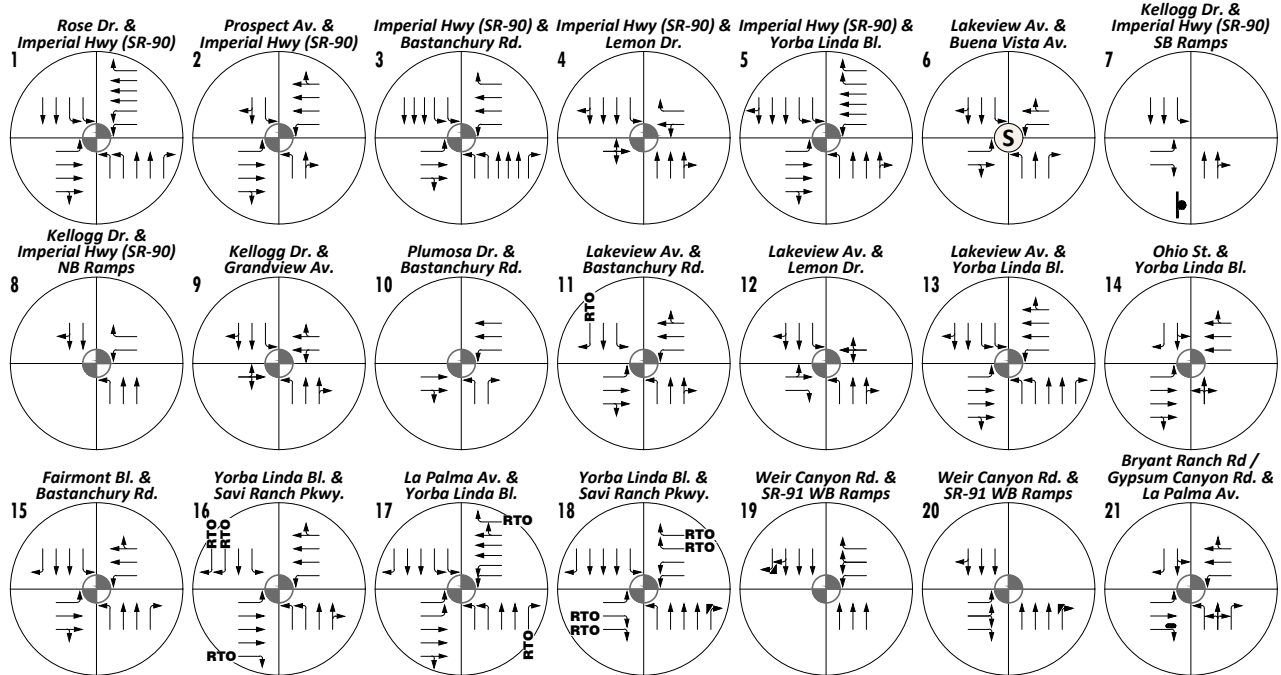 Rose Dr. &
Imperial Hwy (SR-90)
1
Prospect Av. &
Imperial Hwy (SR-90)
2
Imperial Hwy (SR-90) &
Bastanchury Rd.
3
Imperial Hwy (SR-90) &
Lemon Dr.
4
Imperial Hwy (SR-90) &
Yorba Linda Bl.
5
Lakeview Av. &
Buena Vista Av.
6
S
Kellogg Dr. &
Imperial Hwy (SR-90)
SB Ramps
7
Kellogg Dr. &
Imperial Hwy (SR-90)
NB Ramps
8
Kellogg Dr. &
Grandview Av.
9
Plumosa Dr. &
Bastanchury Rd.
10
Lakeview Av. &
Bastanchury Rd.
11
RTO
Lakeview Av. &
Lemon Dr.
12
Lakeview Av. &
Yorba Linda Bl.
13
Ohio St. &
Yorba Linda Bl.
14
Fairmont Bl. &
Bastanchury Rd.
15
Yorba Linda Bl. &
Savi Ranch Pkwy.
16
RTO
RTO
RTO
La Palma Av. &
Yorba Linda Bl.
17
RTO
RTO
Yorba Linda Bl. &
Savi Ranch Pkwy.
18
RTO
RTO
RTO
RTO
Weir Canyon Rd. &
SR-91 WB Ramps
19
Weir Canyon Rd. &
SR-91 WB Ramps
20
Bryant Ranch Rd /
Gypsum Canyon Rd. &
La Palma Av.
21